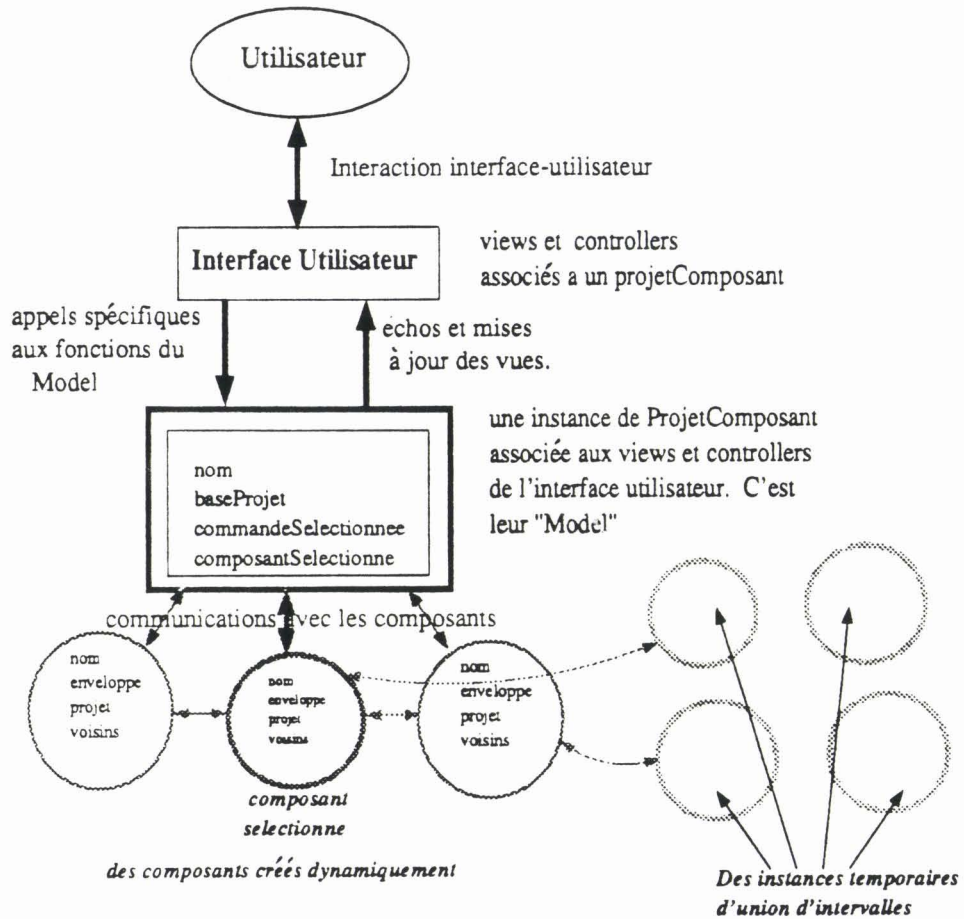 Utilisateur
Interaction interface-utilisateur
Interface Utilisateur
views et controllers
associés a un projetComposant
appels spécifiques
aux fonctions du
Model
échos et mises
à jour des vues.
une instance de ProjetComposant
associée aux views et controllers
de l'interface utilisateur. C'est
leur "Model"
nom
baseProjet
commandeSelectionnee
composantSelectionne
communications avec les composants
nom
enveloppe
projet
voisins
nom
enveloppe
projet
voisins
nom
enveloppe
projet
voisins
composant
selectionne
des composants créés dynamiquement
Des instances temporaires
d'union d'intervalles